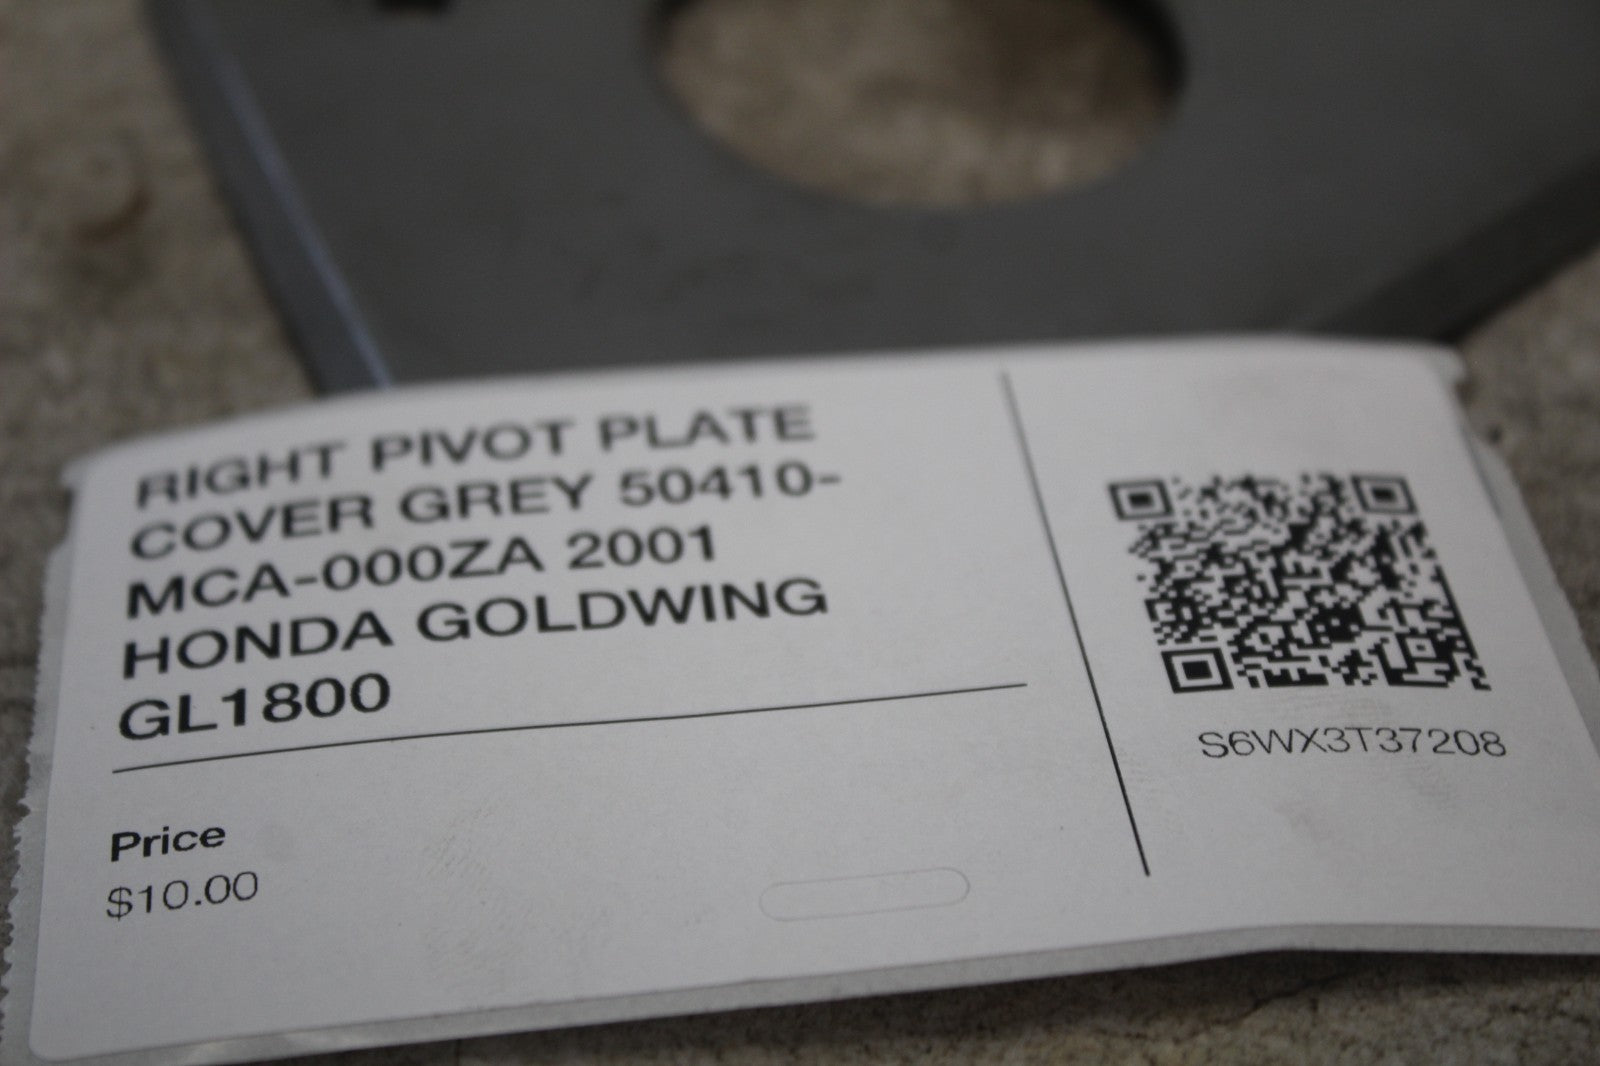 RIGHT PIVOT PLATE
COVER GREY 50410-
MCA-000ZA 2001
HONDA GOLDWING
GL1800
Price
$10.00
S6WX3T37208